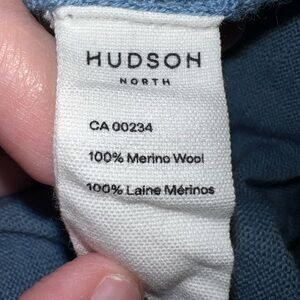 HUDSON
NORTH
CA 00234
100% Merino Wool
100% Laine Mérinos